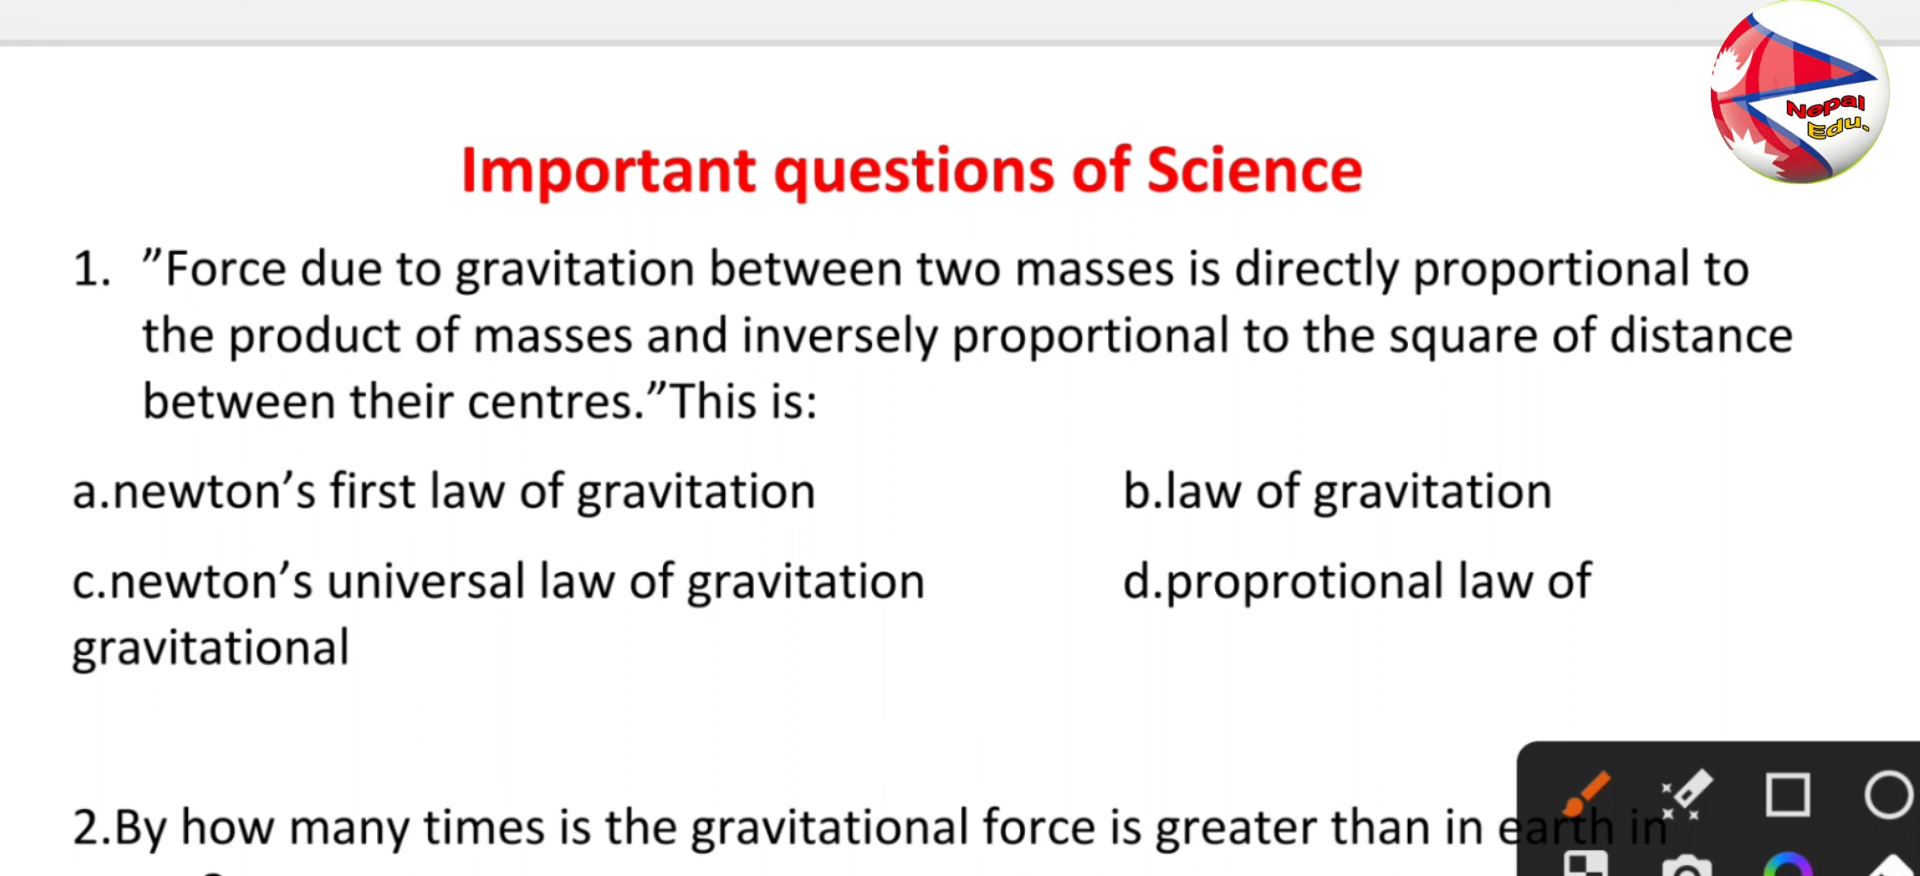 Nepal
Edu.
Important questions of Science
1. ”Force due to gravitation between two masses is directly proportional to
the product of masses and inversely proportional to the square of distance
between their centres.”This is:
a.newton’s first law of gravitation b.law of gravitation
c.newton’s universal law of gravitation d.proprotional law of
gravitational
2.By how many times is the gravitational force is greater than in earth in